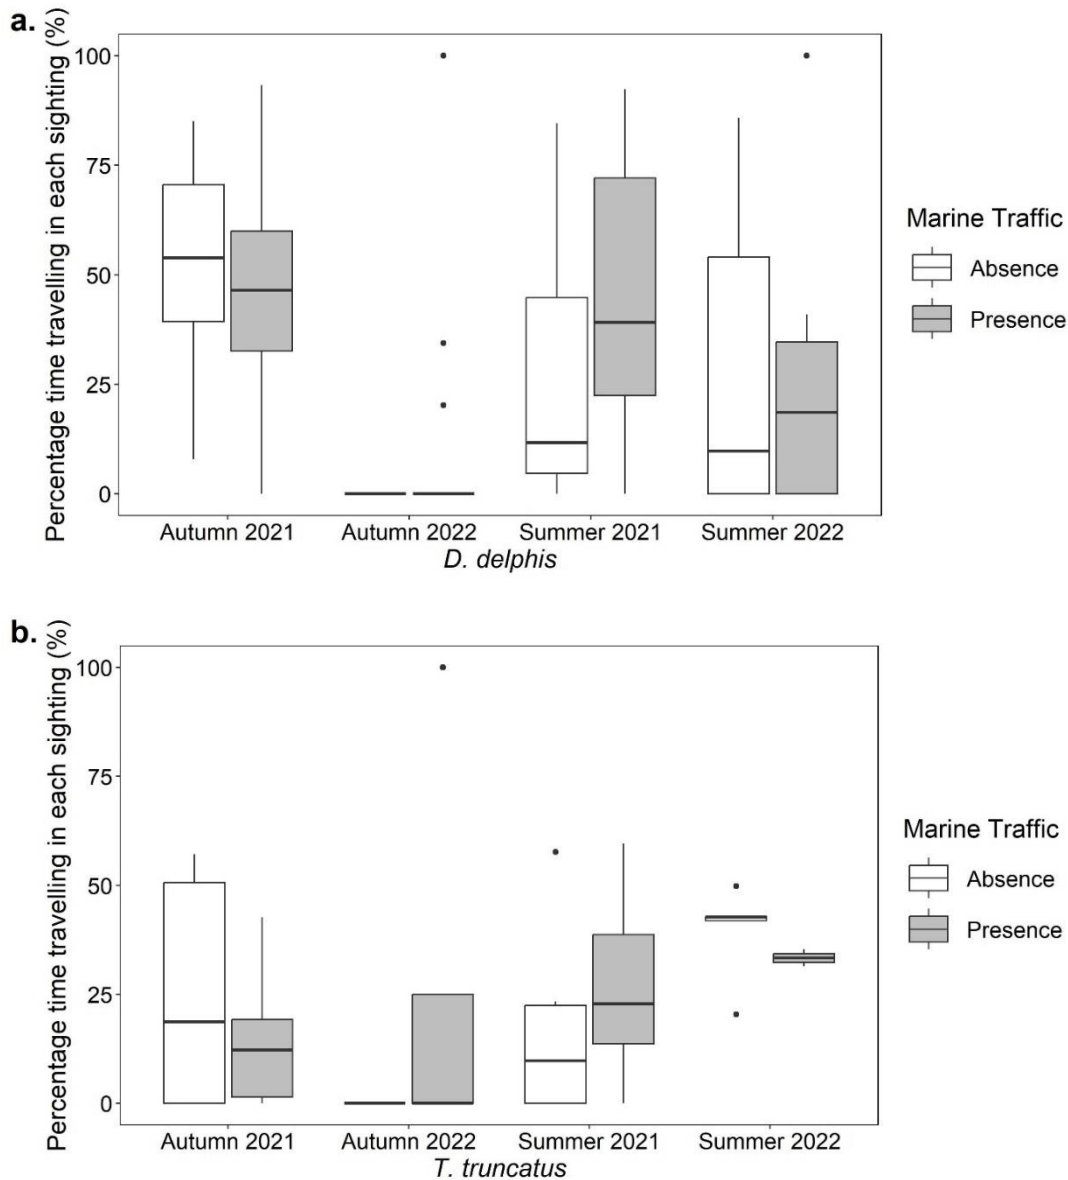 a.
Percentage time travelling in each sighting (%)
100
75
50
25
0
Autumn 2021 Autumn 2022 Summer 2021 Summer 2022
D. delphis
Marine Traffic
Absence
Presence
b.
Percentage time travelling in each sighting (%)
100
75
50
25
0
Autumn 2021 Autumn 2022 Summer 2021 Summer 2022
T. truncatus
Marine Traffic
Absence
Presence